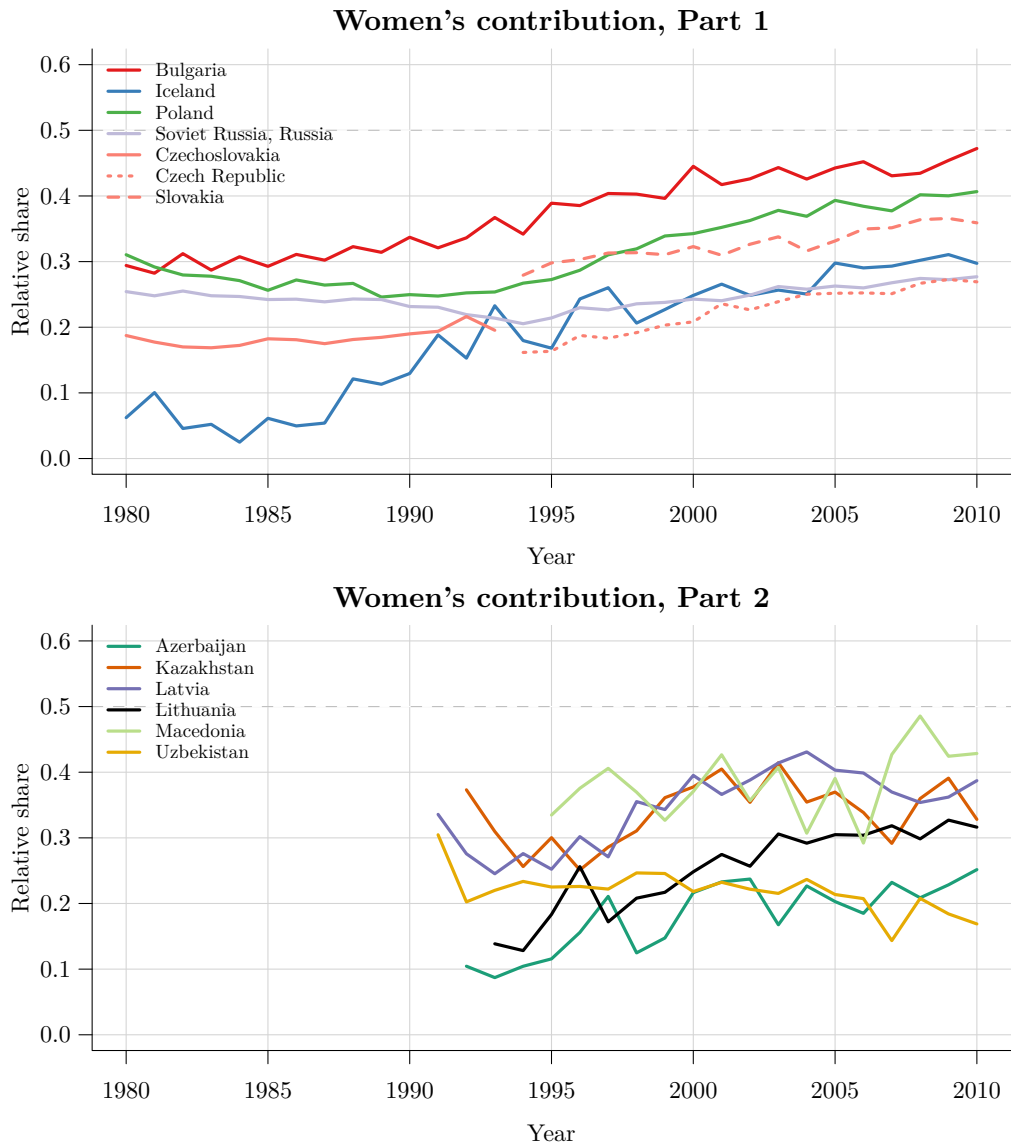 Women's contribution, Part 1
0.6
Bulgaria
Iceland
Poland
0.5
Soviet Russia, Russia
Czechoslovakia
Czech Republic
0.4
Slovakia
Relative share
0.3
0.2
0.1
0.0
1980 1985 1990 1995 2000 2005 2010
Year
Women's contribution, Part 2
0.6
Azerbaijan
Kazakhstan
Latvia
0.5
Lithuania
Macedonia
Uzbekistan
0.4
Relative share
0.3
0.2
0.1
0.0
1980 1985 1990 1995 2000 2005 2010
Year